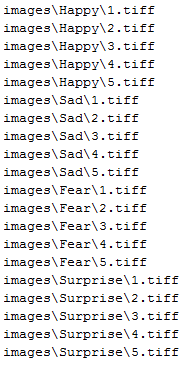 images\Happy\1.tiff
images\Happy\2.tiff
images\Happy\3.tiff
images\Happy\4.tiff
images\Happy\5.tiff
images\Sad\1.tiff
images\Sad\2.tiff
images\Sad\3.tiff
images\Sad\4.tiff
images\Sad\5.tiff
images\Fear\1.tiff
images\Fear\2.tiff
images\Fear\3.tiff
images\Fear\4.tiff
images\Fear\5.tiff
images\Surprise\1.tiff
images\Surprise\2.tiff
images\Surprise\3.tiff
images\Surprise\4.tiff
images\Surprise\5.tiff